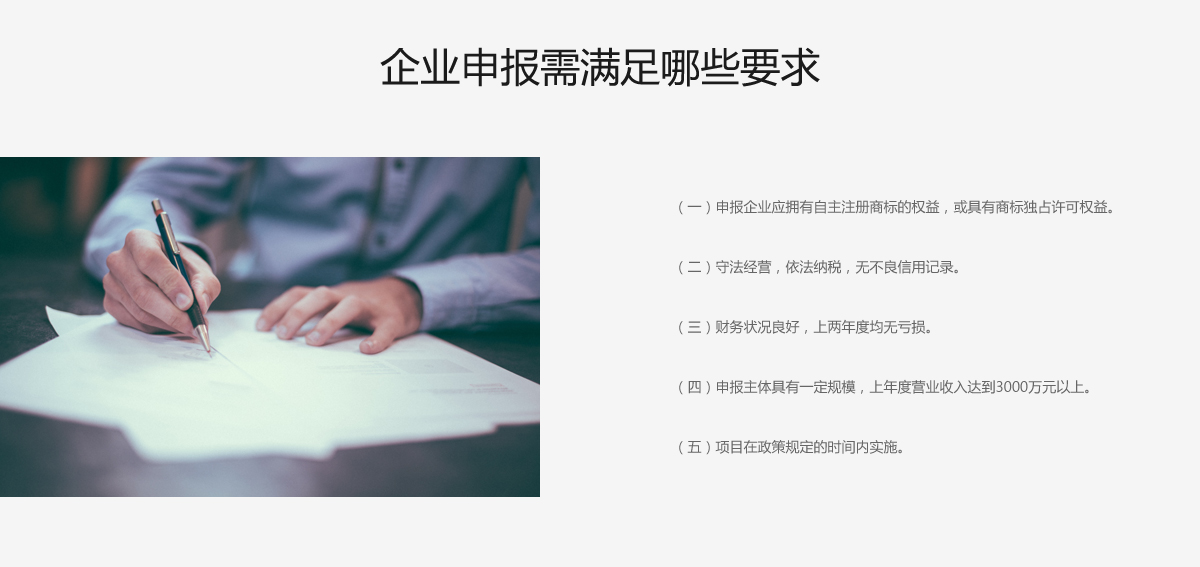 企业申报需满足哪些要求
（一）申报企业应拥有自主注册商标的权益，或具有商标独占许可权益。
（二）守法经营，依法纳税，无不良信用记录。
（三）财务状况良好，上两年度均无亏损。
（四）申报主体具有一定规模，上年度营业收入达到3000万元以上。
（五）项目在政策规定的时间内实施。